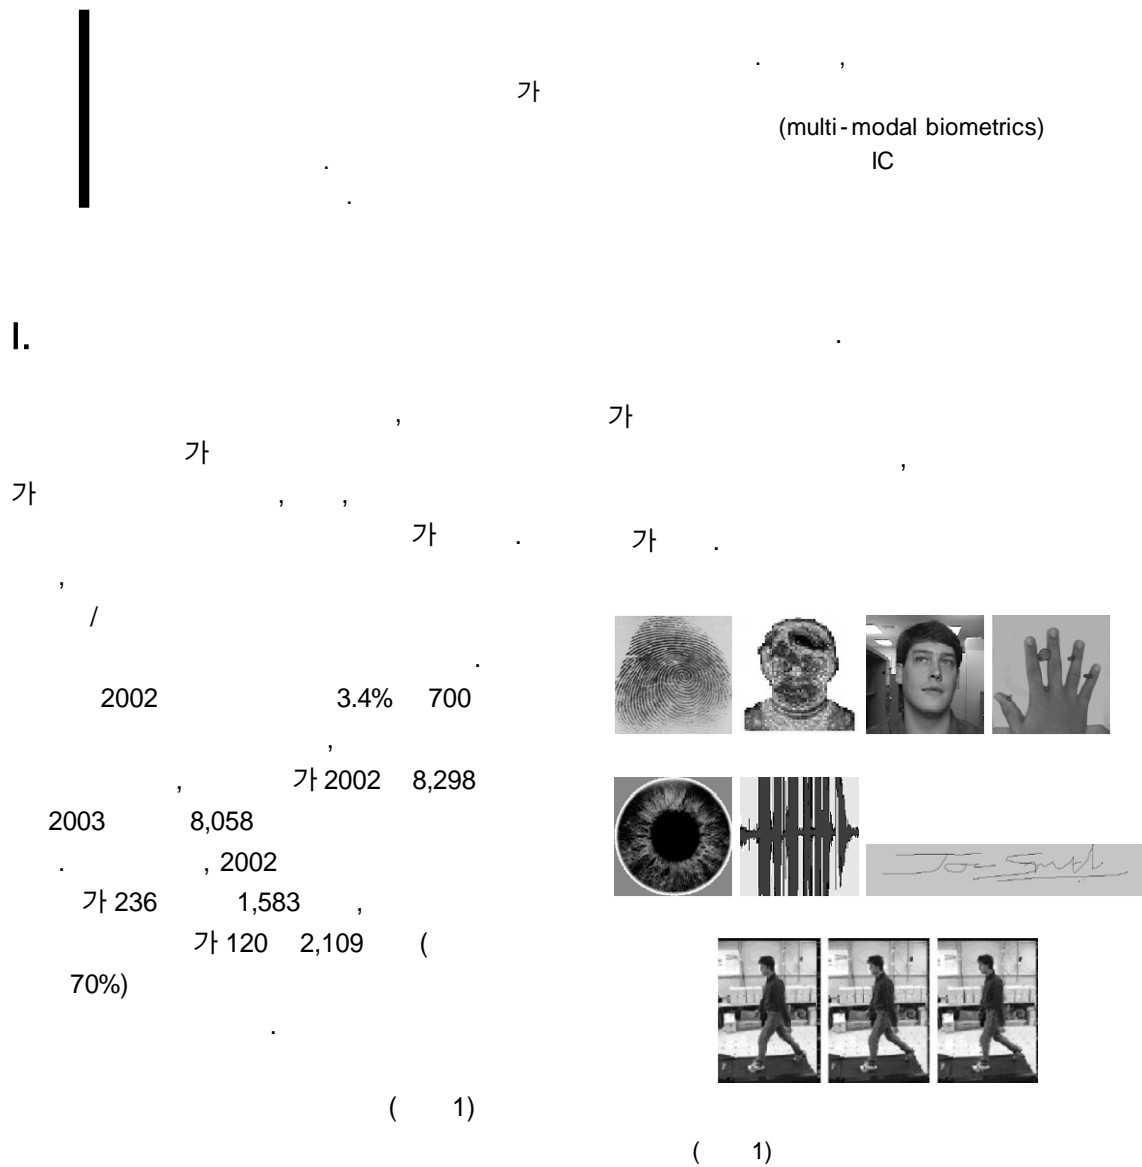 . ,
가
(multi-modal biometrics)
. IC
.
I.
,
가
가 , ,
가 .
,
/
.
2002 3.4% 700
,
, 가 2002 8,298
2003 8,058
. , 2002
가 236 1,583 ,
가 120 2,109 (
70%)
.
( 1)
.
가
,
가 .
Joe Smith
( 1)